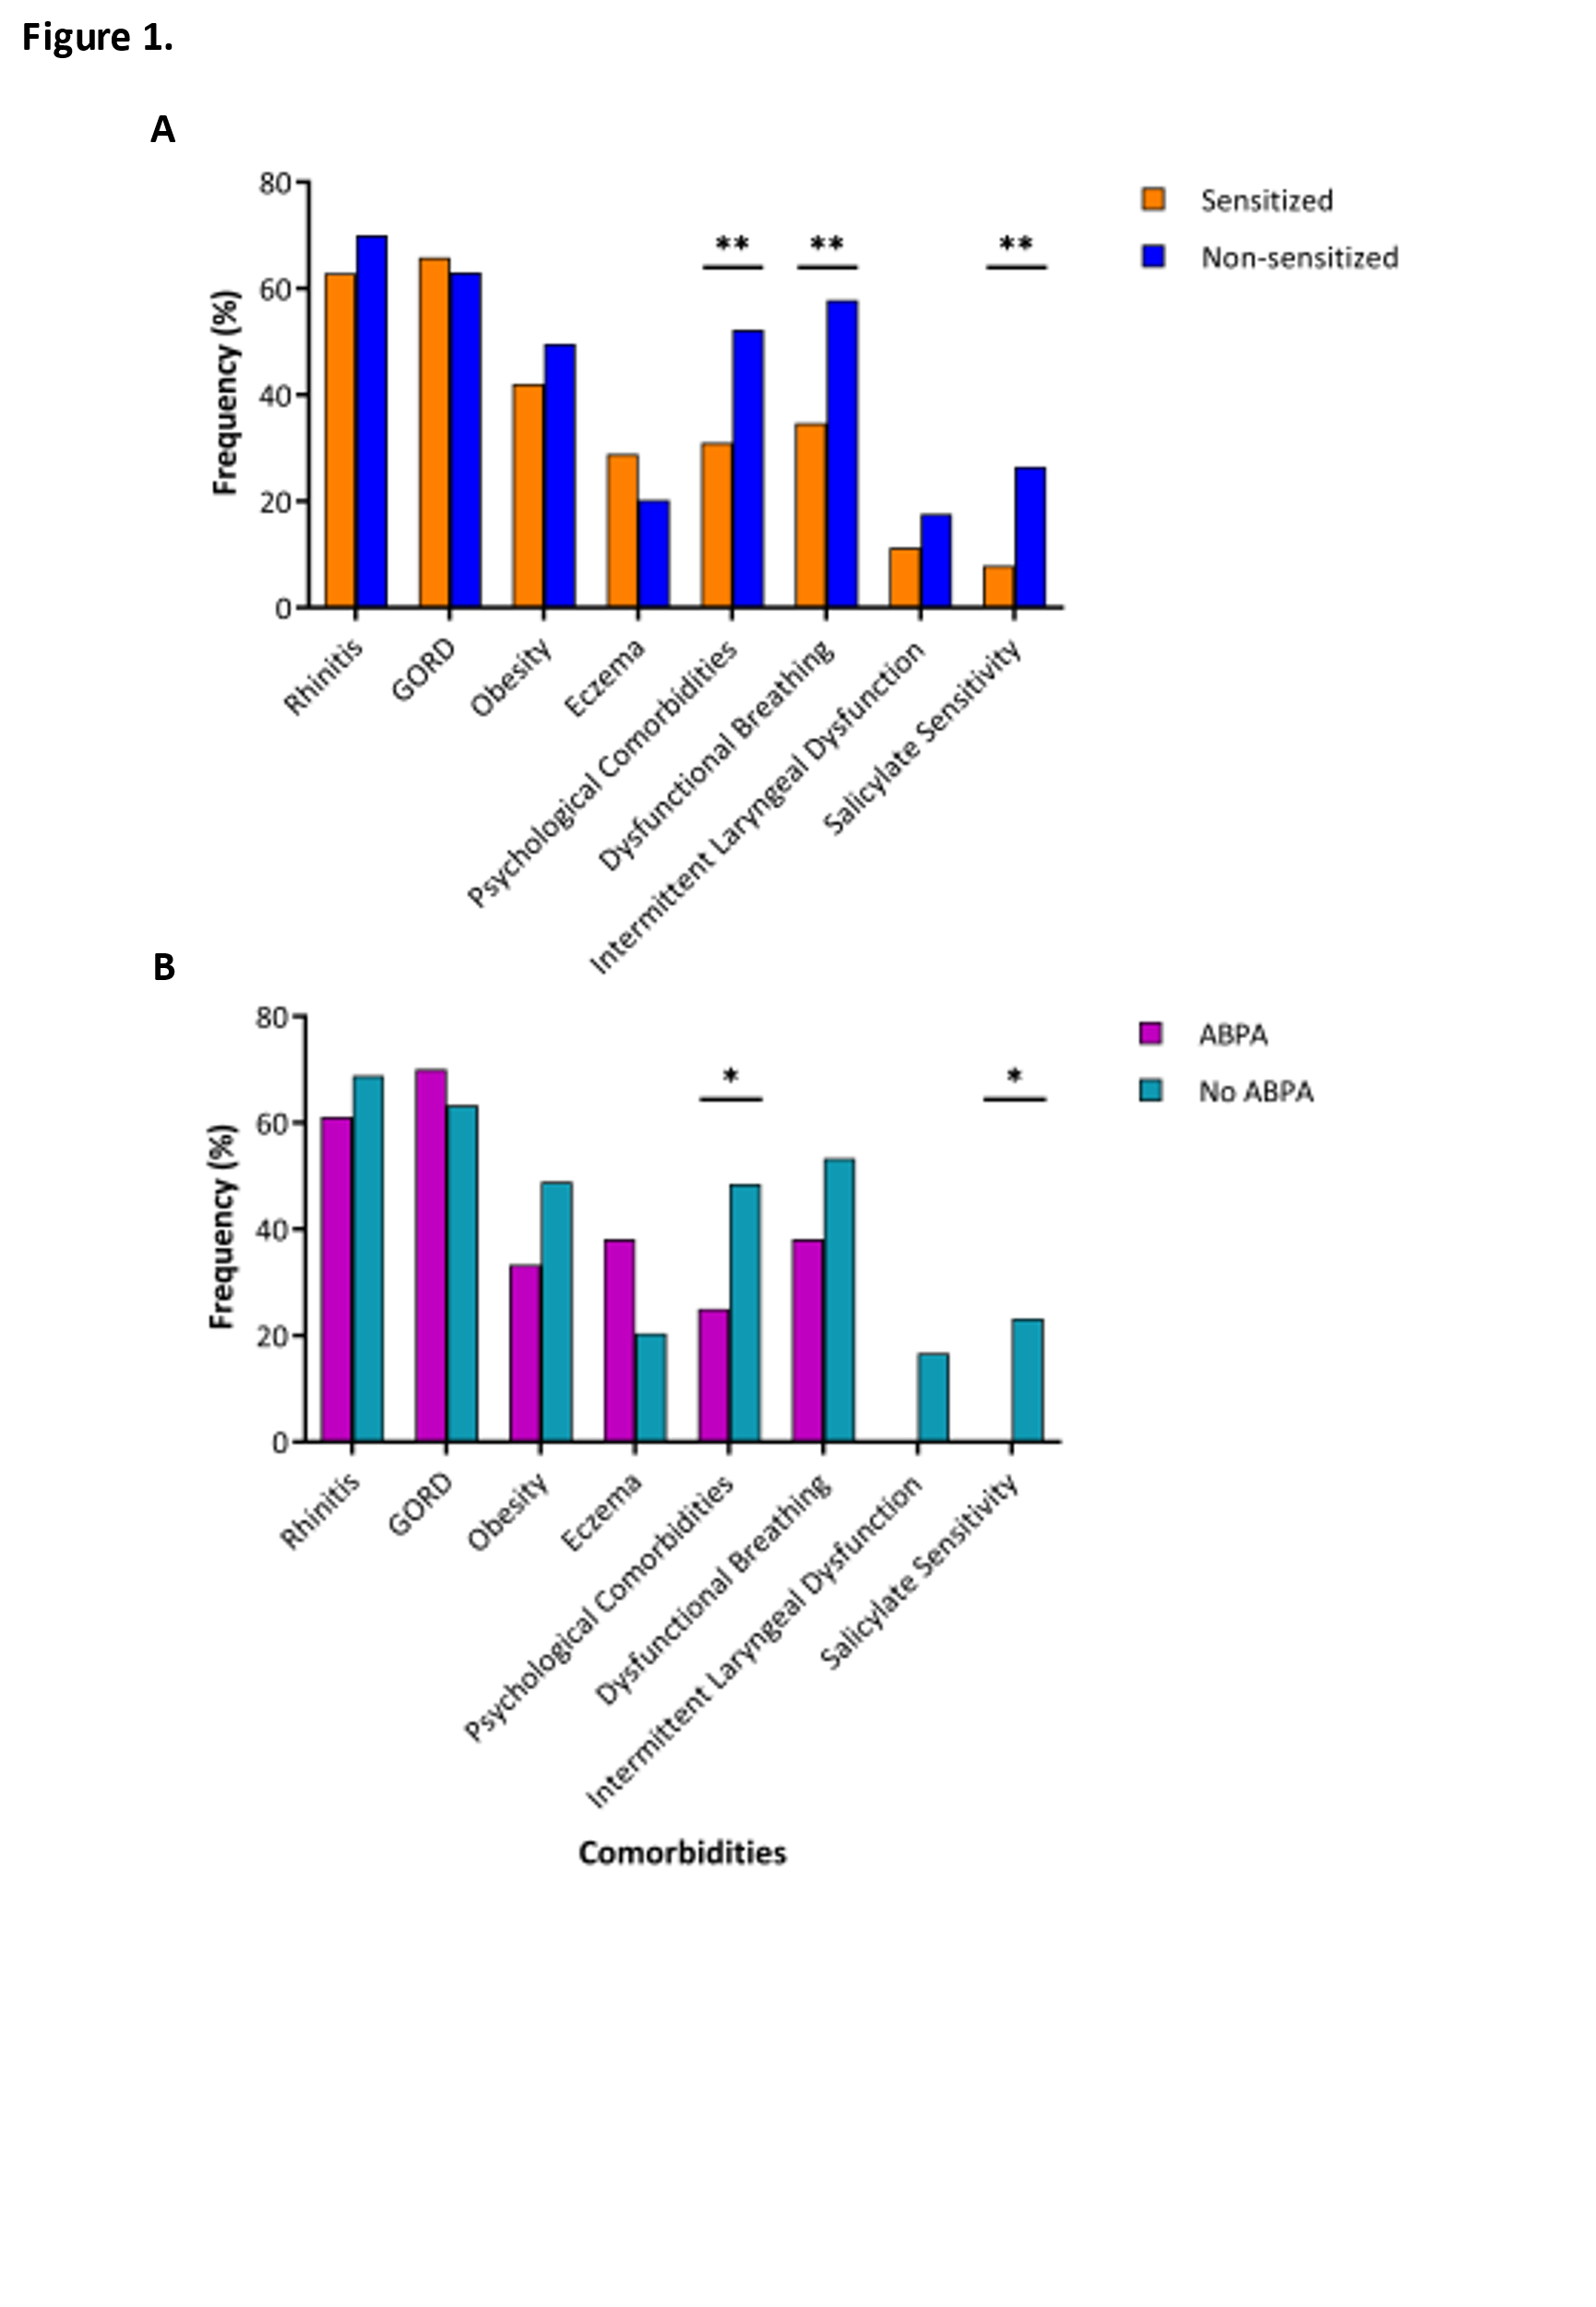 Figure 1.
A
80
60
40
20
0
Frequency (%)
** ** **
Sensitized
Non-sensitized
Rhinitis
GORD
Obesity
Eczema
Psychological Comorbidities
Dysfunctional Breathing
Intermittent Laryngeal Dysfunction
Salicylate Sensitivity
B
80
60
40
20
0
Frequency (%)
* *
ABPA
No ABPA
Rhinitis
GORD
Obesity
Eczema
Psychological Comorbidities
Dysfunctional Breathing
Intermittent Laryngeal Dysfunction
Salicylate Sensitivity
Comorbidities